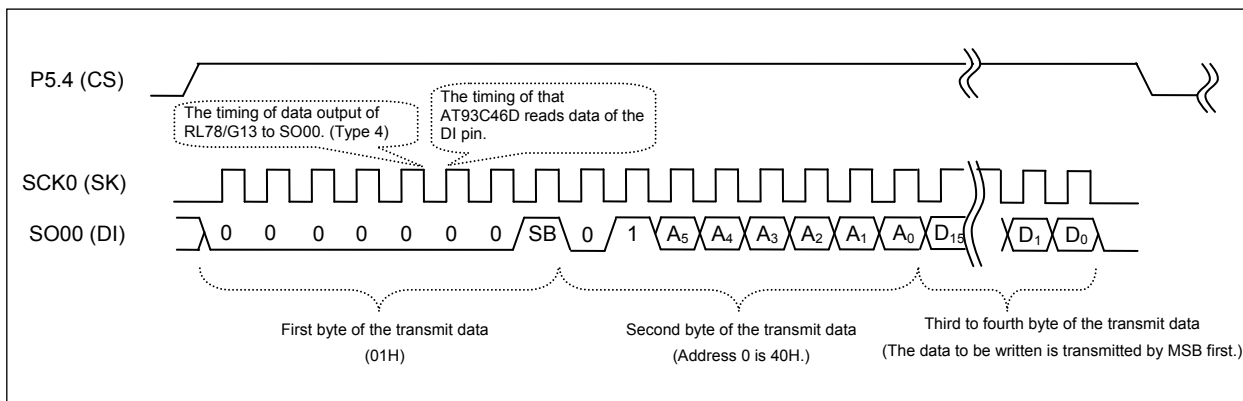 P5.4 (CS)
The timing of data output of
RL78/G13 to SO00. (Type 4)
The timing of that
AT93C46D reads data of the
DI pin.
SCK0 (SK)
SO00 (DI)
0 0 0 0 0 0 0 SB 0 1 A5 A4 A3 A2 A1 A0 D15 D1 D0
First byte of the transmit data
(01H)
Second byte of the transmit data
(Address 0 is 40H.)
Third to fourth byte of the transmit data
(The data to be written is transmitted by MSB first.)